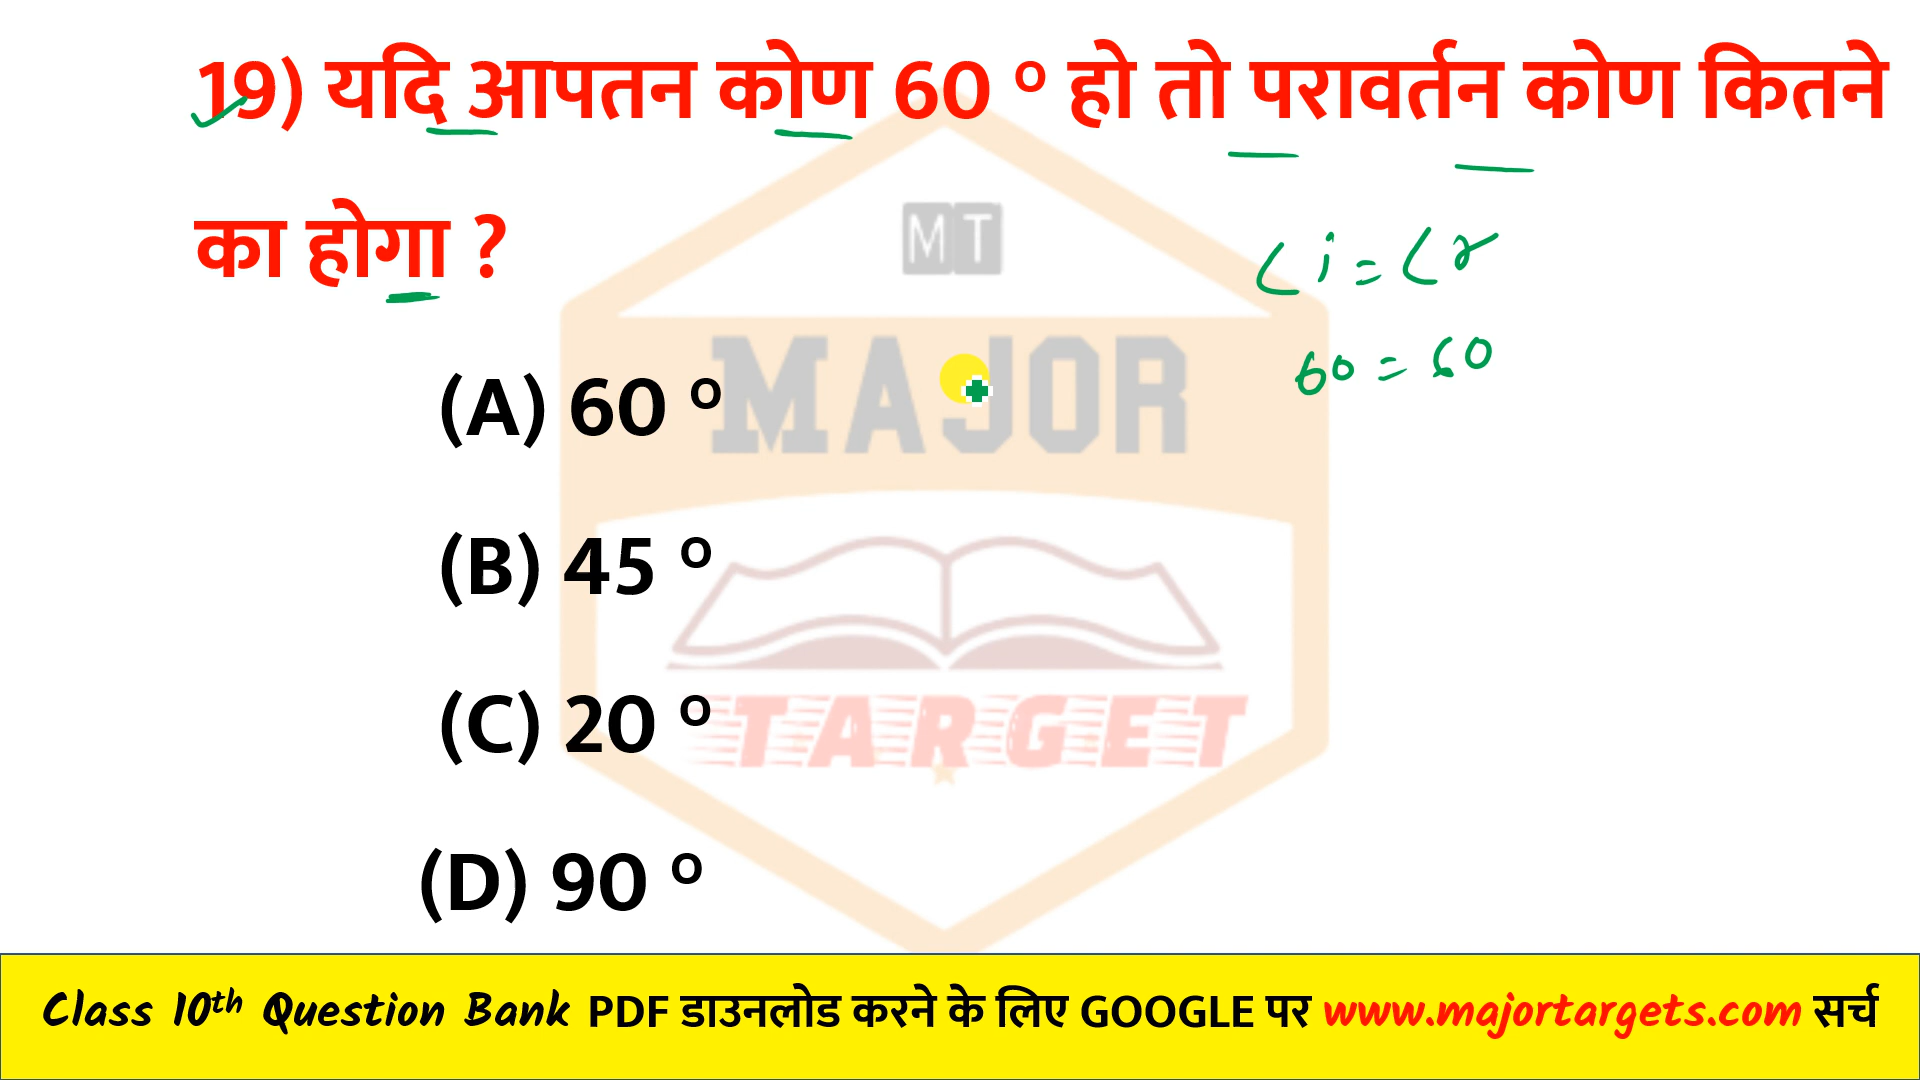 19) यदि आपतन कोण 60 ° हो तो परावर्तन कोण कितने
का होगा ?
∠i = ∠r
60 = 60
MT
MAJOR
TARGET
(A) 60 °
(B) 45 °
(C) 20 °
(D) 90 °
Class 10th Question Bank PDF डाउनलोड करने के लिए GOOGLE पर www.majortargets.com सर्च